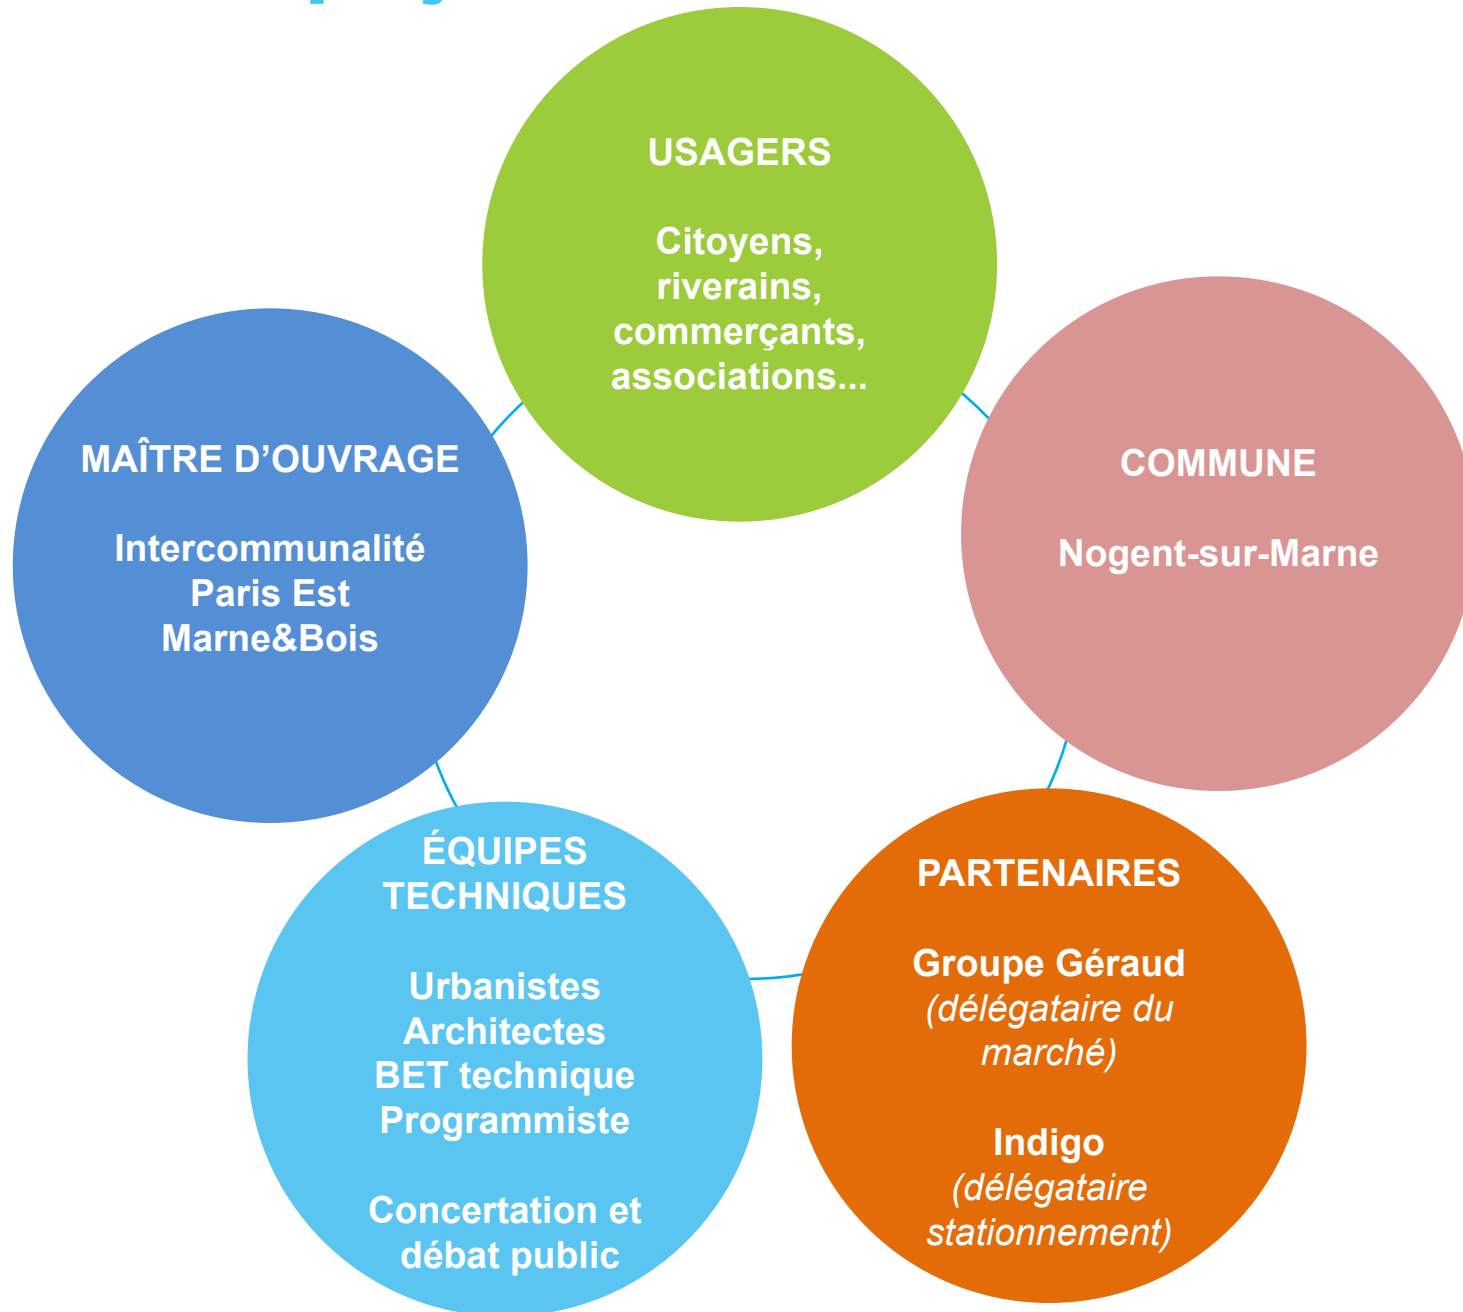 USAGERS
Citoyens,
riverains,
commerçants,
associations...
MAÎTRE D’OUVRAGE
Intercommunalité
Paris Est
Marne&Bois
COMMUNE
Nogent-sur-Marne
ÉQUIPES
TECHNIQUES
Urbanistes
Architectes
BET technique
Programmiste
Concertation et
débat public
PARTENAIRES
Groupe Géraud
(délégataire du
marché)
Indigo
(délégataire
stationnement)